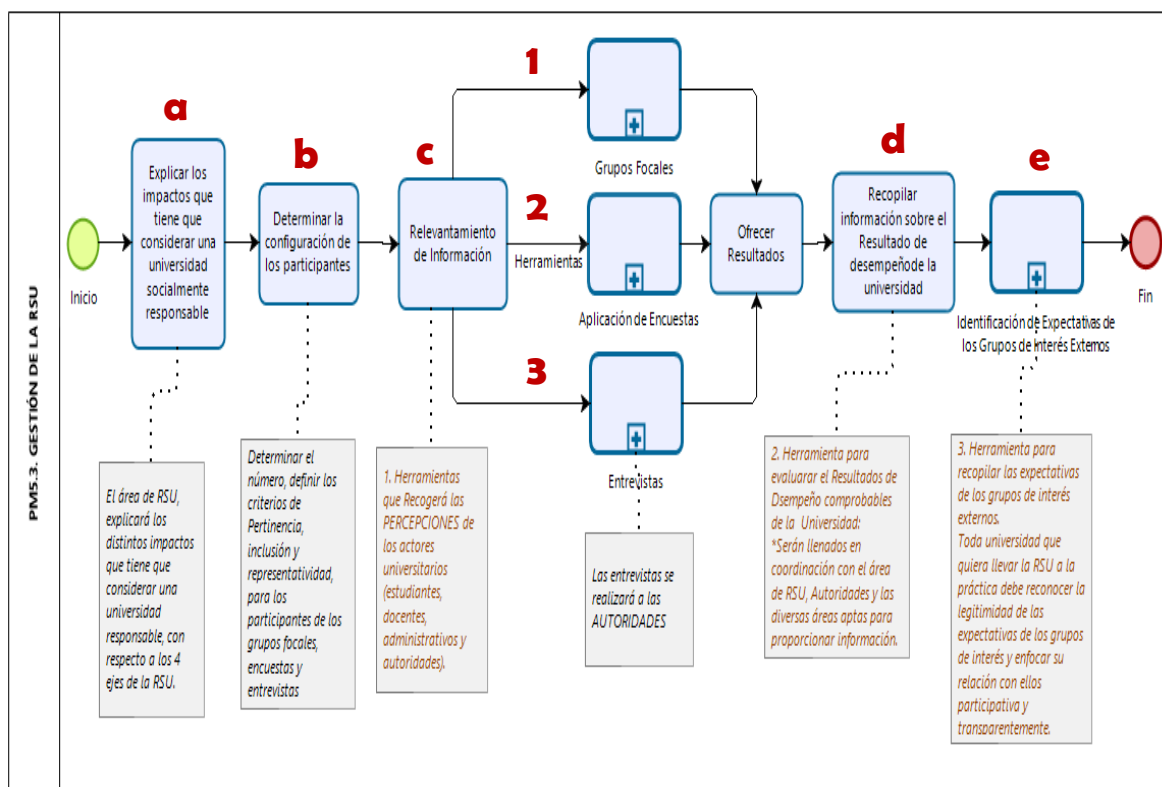 PM5.3. GESTIÓN DE LA RSU
Inicio
a
Explicar los
impactos que
tiene que
considerar una
universidad
socialmente
responsable
b
Determinar la
configuración de
los participantes
c
Relevantamiento
de Información
1
Grupos Focales
2
Herramientas
Aplicación de Encuestas
3
Entrevistas
Ofrecer
Resultados
d
Recopilar
información sobre el
Resultado de
desempeñode la
universidad
e
Identificación de Expectativas de
los Grupos de Interés Externos
Fin
El área de RSU,
explicará los
distintos impactos
que tiene que
considerar una
universidad
responsable, con
respecto a los 4
ejes de la RSU.
Determinar el
número, definir los
criterios de
Pertinencia,
inclusión y
representatividad,
para los
participantes de los
grupos focales,
encuestas y
entrevistas
1. Herramientas
que Recogerá las
PERCEPCIONES de
los actores
universitarios
(estudiantes,
docentes,
administrativos y
autoridades).
Las entrevistas se
realizará a las
AUTORIDADES
2. Herramienta para
evaluarar el Resultados de
Dsempeño comprobables
de la Universidad:
*Serán llenados en
coordinación con el área
de RSU, Autoridades y las
diversas áreas aptas para
proporcionar información.
3. Herramienta para
recopilar las expectativas
de los grupos de interés
externos.
Toda universidad que
quiera llevar la RSU a la
práctica debe reconocer la
legitimidad de las
expectativas de los grupos
de interés y enfocar su
relación con ellos
participativa y
transparentemente.